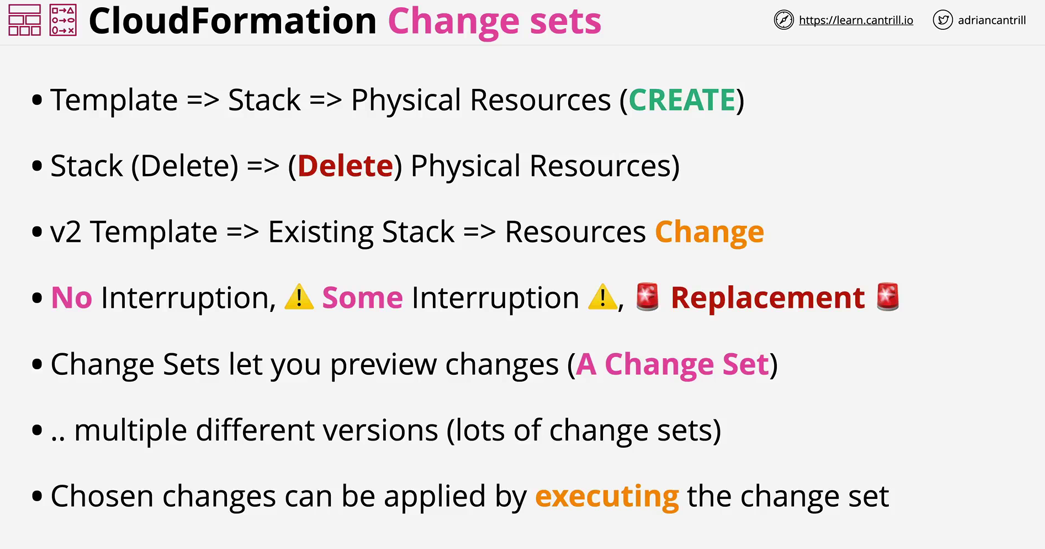 CloudFormation Change sets
https://learn.cantrill.io
adriancantrill
• Template => Stack => Physical Resources (CREATE)
• Stack (Delete) => (Delete) Physical Resources)
• v2 Template => Existing Stack => Resources Change
• No Interruption, ⚠️ Some Interruption ⚠️, 🚨 Replacement 🚨
• Change Sets let you preview changes (A Change Set)
• .. multiple different versions (lots of change sets)
• Chosen changes can be applied by executing the change set